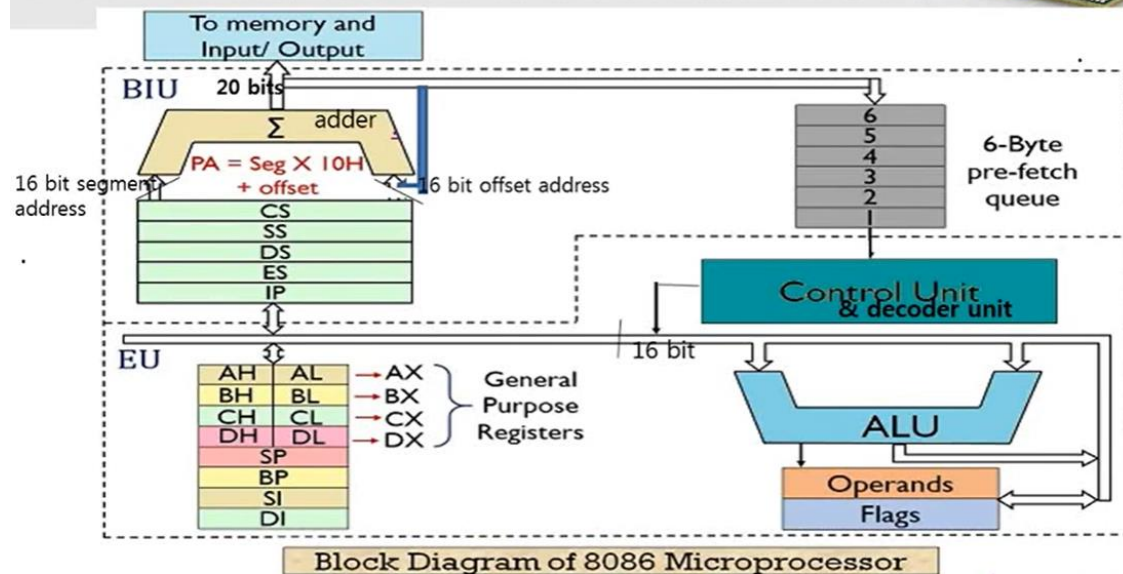 To memory and
Input/ Output
BIU
20 bits
Σ
adder
PA = Seg X 10H
+ offset
16 bit segment
address
16 bit offset address
CS
SS
DS
ES
IP
6
5
4
3
2
1
6-Byte
pre-fetch
queue
Control Unit
& decoder unit
EU
16 bit
AH AL AX
BH BL BX
CH CL CX
DH DL DX
SP
BP
SI
DI
General
Purpose
Registers
ALU
Operands
Flags
Block Diagram of 8086 Microprocessor